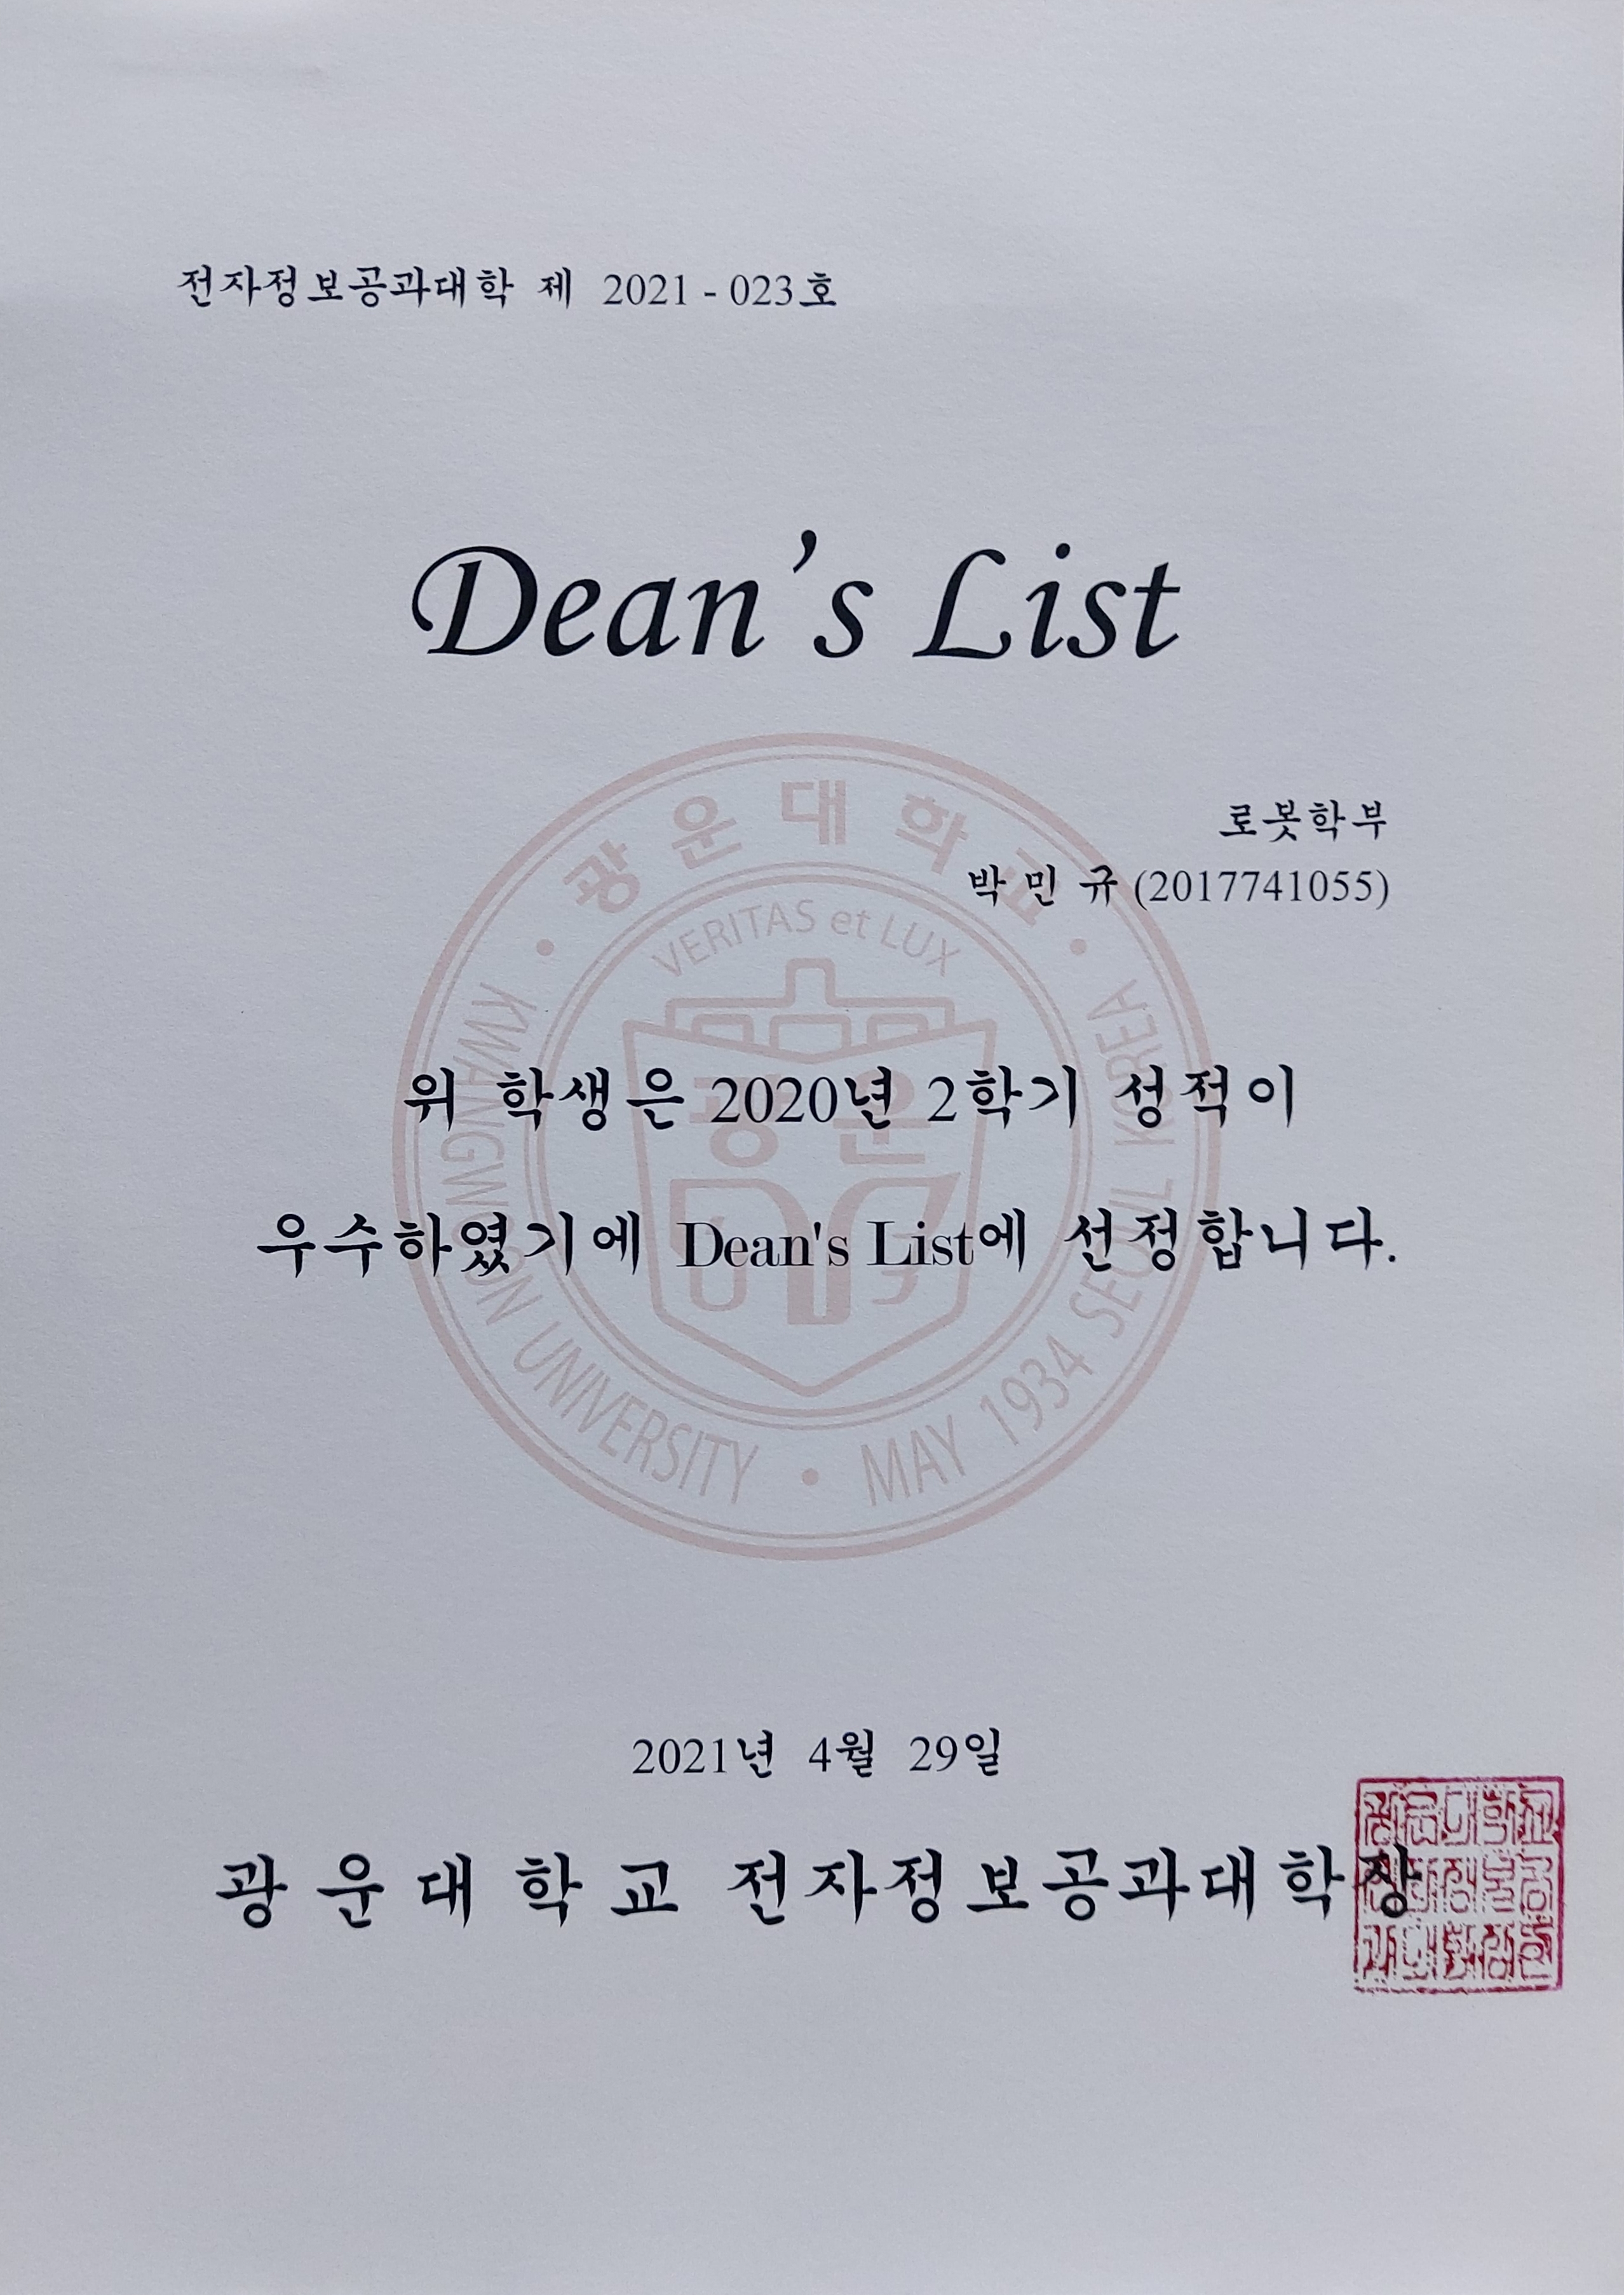 전자정보공과대학 제 2021 - 023호
Dean's List
로봇학부
박 민 규 (2017741055)
광운대학교
VERITAS et LUX
광운
KWANGWOON UNIVERSITY • MAY 1934 SEOUL KOREA
위 학생은 2020년 2학기 성적이
우수하였기에 Dean's List에 선정합니다.
2021년 4월 29일
광 운 대 학 교 전자정보공과대학장